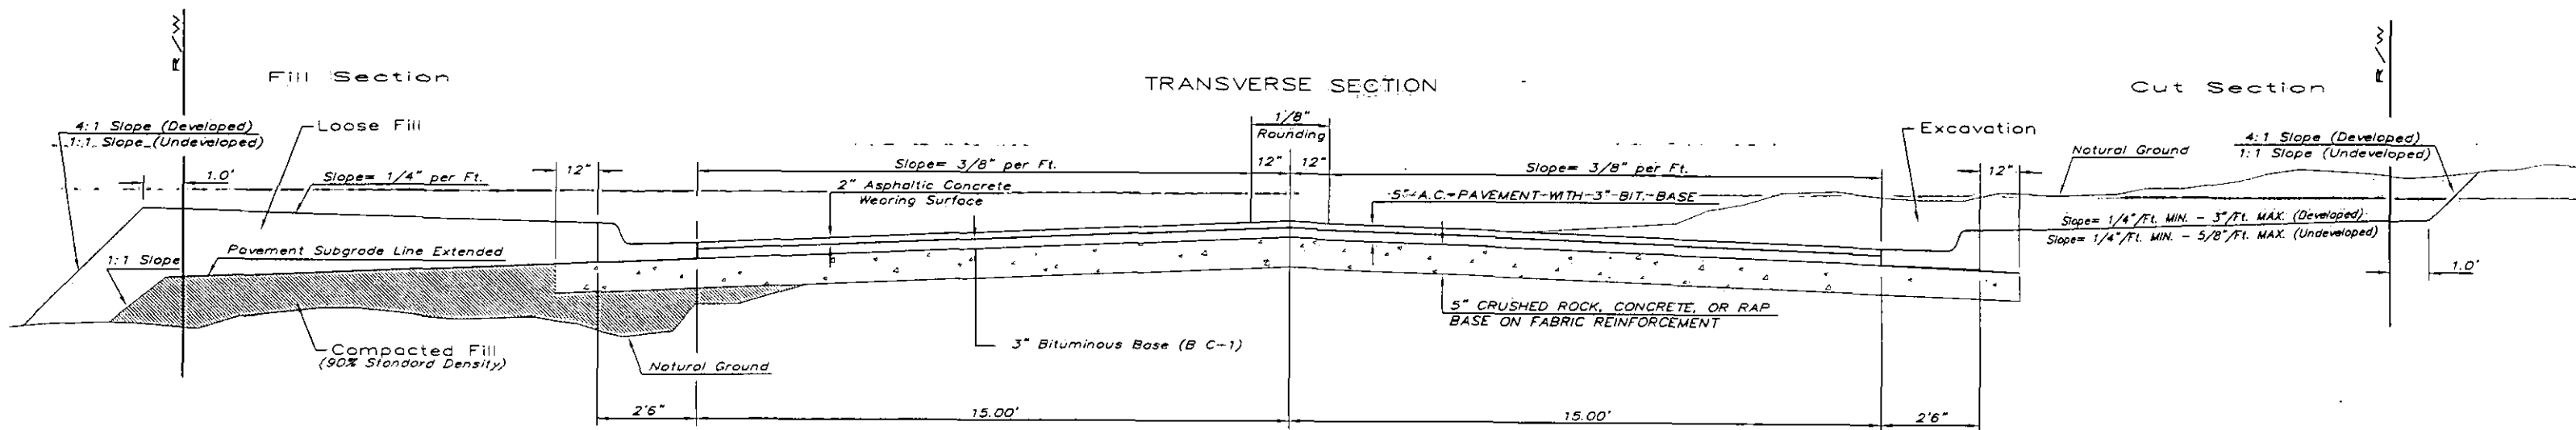 R/W
R/W
Fill Section
TRANSVERSE SECTION
Cut Section
4:1 Slope (Developed)
1:1 Slope (Undeveloped)
Loose Fill
1/8"
Rounding
Excavation
4:1 Slope (Developed)
1:1 Slope (Undeveloped)
Natural Ground
12"
Slope= 3/8" per Ft.
12"
12"
Slope= 3/8" per Ft.
12"
1.0'
Slope= 1/4" per Ft.
2" Asphaltic Concrete
Wearing Surface
5" A.C. PAVEMENT WITH 3" BIT. BASE
Slope= 1/4"/Ft. MIN. - 3"/Ft. MAX. (Developed)
Slope= 1/4"/Ft. MIN. - 5/8"/Ft. MAX. (Undeveloped)
Pavement Subgrade Line Extended
1:1 Slope
1.0'
5" CRUSHED ROCK, CONCRETE, OR RAP
BASE ON FABRIC REINFORCEMENT
3" Bituminous Base (B C-1)
Compacted Fill
(90% Standard Density)
Natural Ground
2'6"
15.00'
15.00'
2'6"